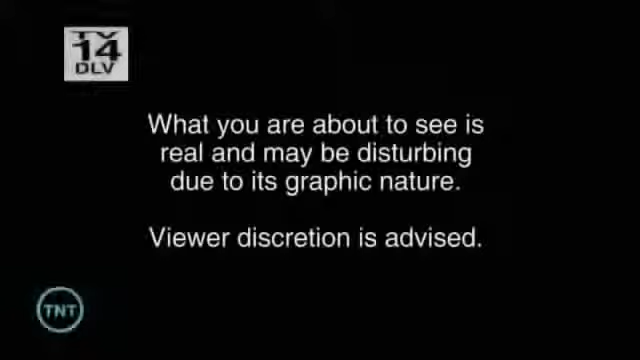 TV
14
DLV
What you are about to see is
real and may be disturbing
due to its graphic nature.
Viewer discretion is advised.
TNT